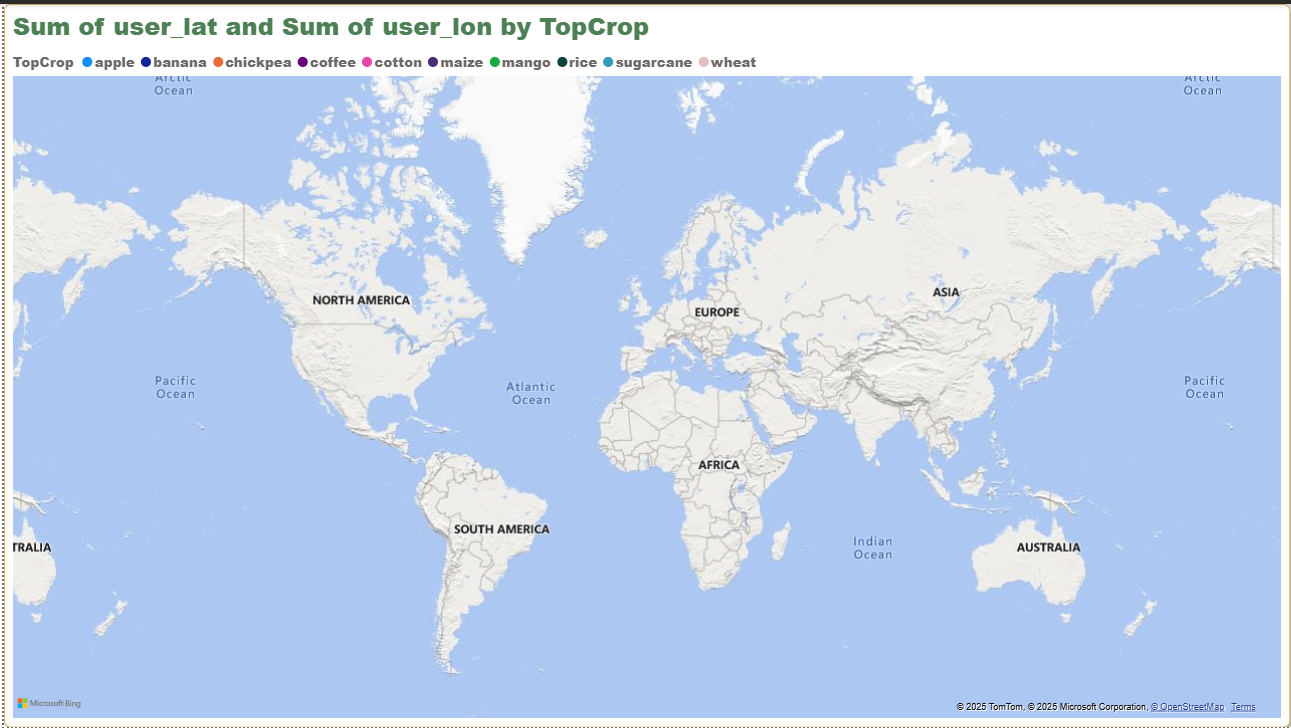 Sum of user_lat and Sum of user_lon by TopCrop
TopCrop apple banana chickpea coffee cotton maize mango rice sugarcane wheat
Arctic
Ocean
Arctic
Ocean
NORTH AMERICA
EUROPE
ASIA
Pacific
Ocean
Atlantic
Ocean
Pacific
Ocean
AFRICA
SOUTH AMERICA
Indian
Ocean
TRALIA
AUSTRALIA
Microsoft Bing
© 2025 TomTom, © 2025 Microsoft Corporation, © OpenStreetMap Terms